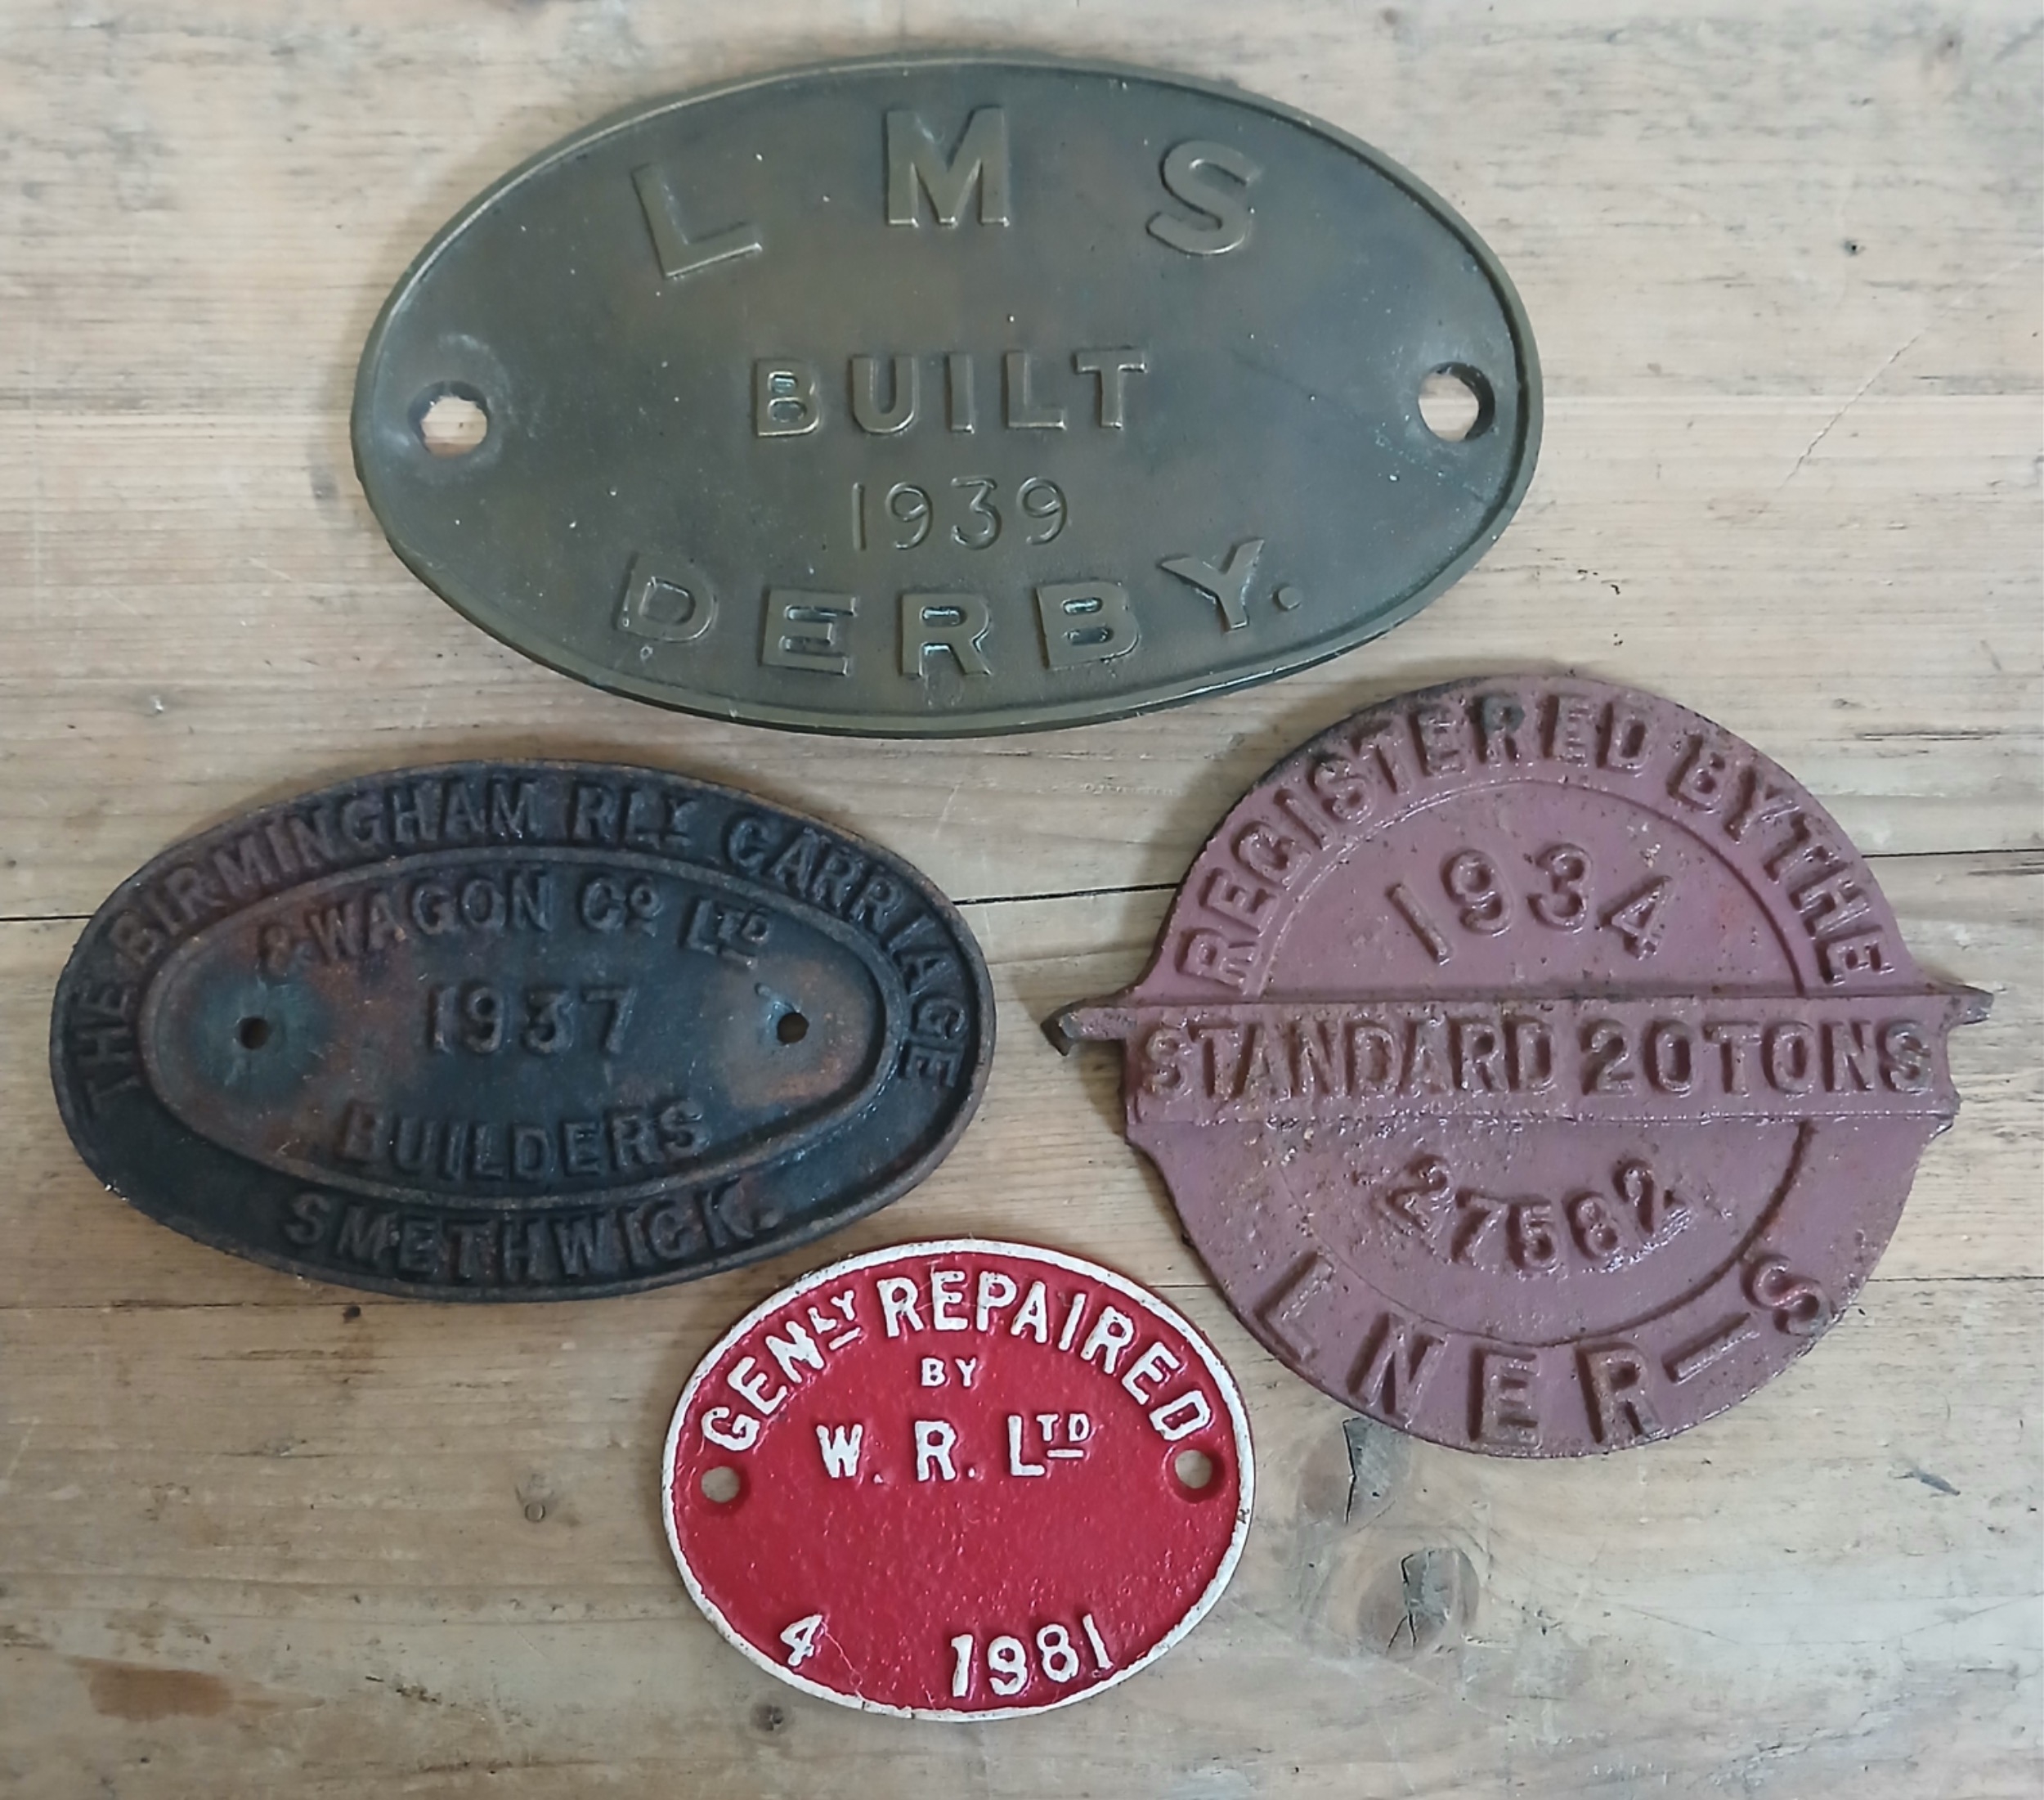 L M S
BUILT
1939
DERBY.
THE BIRMINGHAM RLY CARRIAGE
& WAGON Co LTD
1937
BUILDERS
SMETHWICK.
REGISTERED BY THE
1934
STANDARD 20 TONS
27582
LNER-S
GENLY REPAIRED
BY
W. R. LTD
4 1981